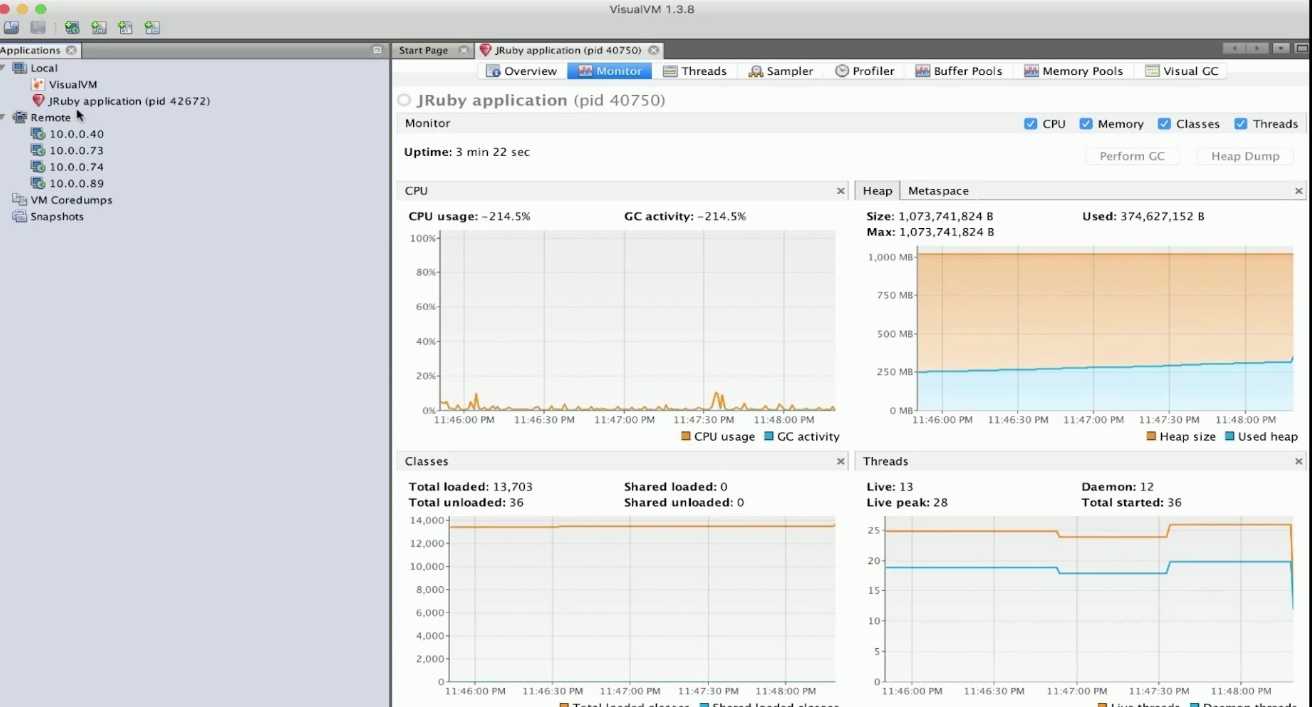 VisualVM 1.3.8
Applications
Start Page
JRuby application (pid 40750)
Local
VisualVM
JRuby application (pid 42672)
Remote
10.0.0.40
10.0.0.73
10.0.0.74
10.0.0.89
VM Coredumps
Snapshots
Overview Monitor Threads Sampler Profiler Buffer Pools Memory Pools Visual GC
JRuby application (pid 40750)
Monitor
CPU Memory Classes Threads
Uptime: 3 min 22 sec
Perform GC Heap Dump
CPU
CPU usage: -214.5% GC activity: -214.5%
100%
80%
60%
40%
20%
0%
11:46:00 PM 11:46:30 PM 11:47:00 PM 11:47:30 PM 11:48:00 PM
CPU usage GC activity
Heap Metaspace
Size: 1,073,741,824 B Used: 374,627,152 B
Max: 1,073,741,824 B
1,000 MB
750 MB
500 MB
250 MB
0 MB
11:46:00 PM 11:46:30 PM 11:47:00 PM 11:47:30 PM 11:48:00 PM
Heap size Used heap
Classes
Total loaded: 13,703 Shared loaded: 0
Total unloaded: 36 Shared unloaded: 0
14,000
12,000
10,000
8,000
6,000
4,000
2,000
0
11:46:00 PM 11:46:30 PM 11:47:00 PM 11:47:30 PM 11:48:00 PM
Total loaded classes Shared loaded classes
Threads
Live: 13 Daemon: 12
Live peak: 28 Total started: 36
25
20
15
10
5
0
11:46:00 PM 11:46:30 PM 11:47:00 PM 11:47:30 PM 11:48:00 PM
Live threads Daemon threads